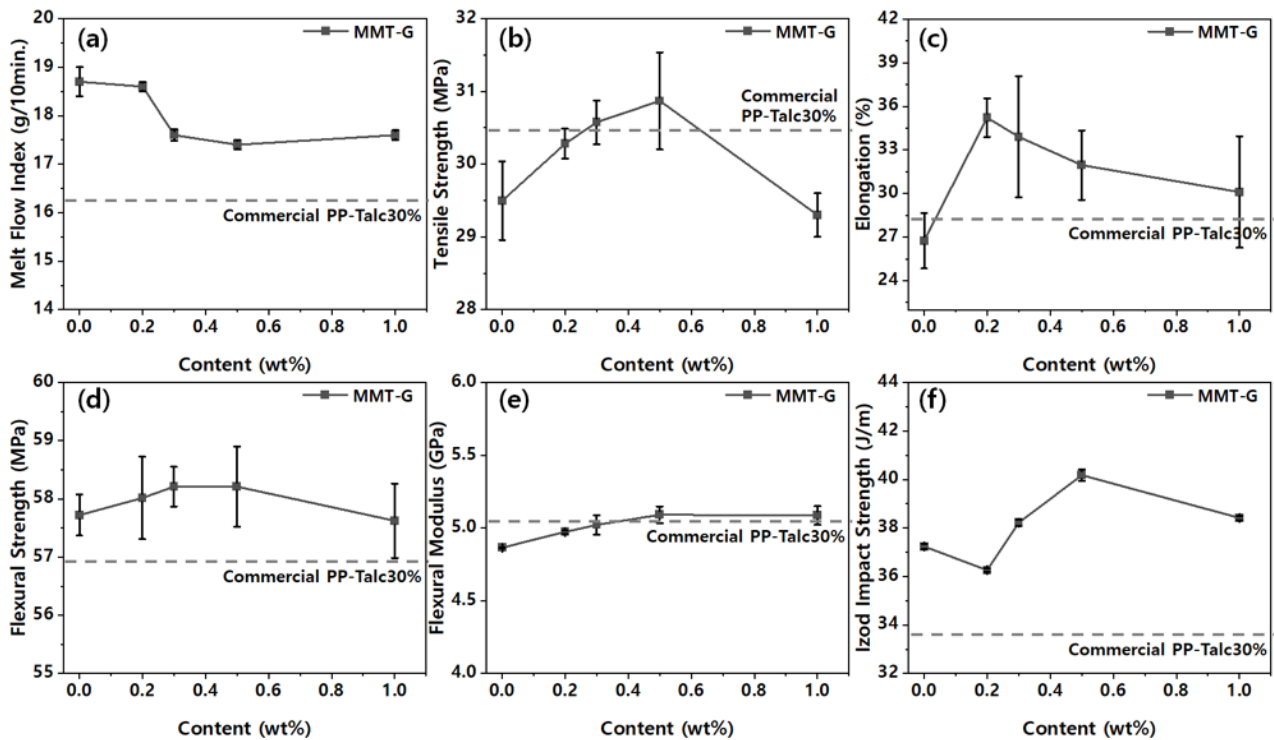 (a)
MMT-G
Melt Flow Index (g/10min.)
20
19
18
17
16
15
14
Commercial PP-Talc30%
0.0 0.2 0.4 0.6 0.8 1.0
Content (wt%)
(b)
MMT-G
Tensile Strength (MPa)
32
31
30
29
28
Commercial
PP-Talc30%
0.0 0.2 0.4 0.6 0.8 1.0
Content (wt%)
(c)
MMT-G
Elongation (%)
42
39
36
33
30
27
24
Commercial PP-Talc30%
0.0 0.2 0.4 0.6 0.8 1.0
Content (wt%)
(d)
MMT-G
Flexural Strength (MPa)
60
59
58
57
56
55
Commercial PP-Talc30%
0.0 0.2 0.4 0.6 0.8 1.0
Content (wt%)
(e)
MMT-G
Flexural Modulus (GPa)
6.0
5.5
5.0
4.5
4.0
Commercial PP-Talc30%
0.0 0.2 0.4 0.6 0.8 1.0
Content (wt%)
(f)
MMT-G
Izod Impact Strength (J/m)
44
42
40
38
36
34
32
Commercial PP-Talc30%
0.0 0.2 0.4 0.6 0.8 1.0
Content (wt%)